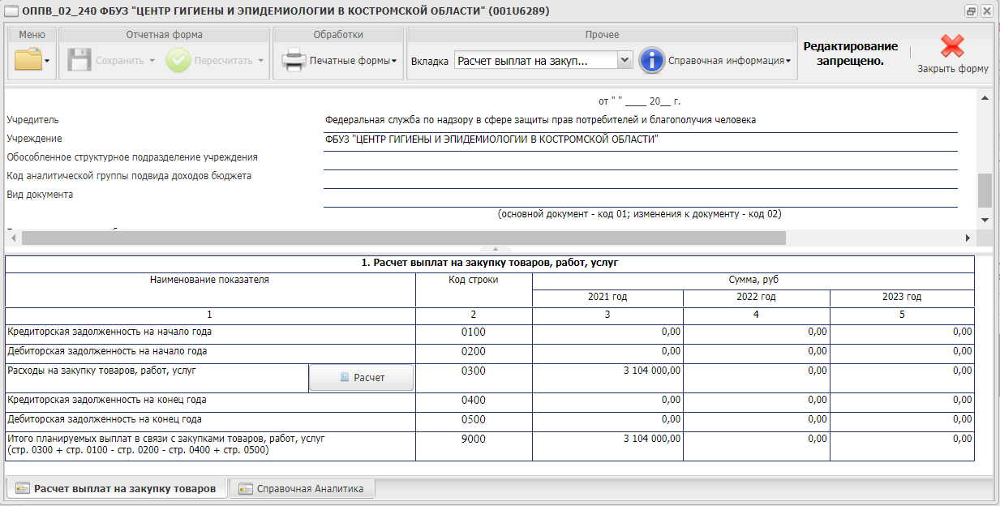 ОППВ_02_240 ФБУЗ "ЦЕНТР ГИГИЕНЫ И ЭПИДЕМИОЛОГИИ В КОСТРОМСКОЙ ОБЛАСТИ" (001U6289)
Меню
Отчетная форма
Обработки
Прочее
Сохранить
Пересчитать
Печатные формы
Вкладка
Расчет выплат на закуп...
Справочная информация
Редактирование
запрещено.
Закрыть форму
от " " ____ 20__ г.
Учредитель Федеральная служба по надзору в сфере защиты прав потребителей и благополучия человека
Учреждение ФБУЗ "ЦЕНТР ГИГИЕНЫ И ЭПИДЕМИОЛОГИИ В КОСТРОМСКОЙ ОБЛАСТИ"
Обособленное структурное подразделение учреждения
Код аналитической группы подвида доходов бюджета
Вид документа
(основной документ - код 01; изменения к документу - код 02)
1. Расчет выплат на закупку товаров, работ, услуг
Наименование показателя Код строки Сумма, руб
2021 год 2022 год 2023 год
1 2 3 4 5
Кредиторская задолженность на начало года 0100 0,00 0,00 0,00
Дебиторская задолженность на начало года 0200 0,00 0,00 0,00
Расходы на закупку товаров, работ, услуг Расчет 0300 3 104 000,00 0,00 0,00
Кредиторская задолженность на конец года 0400 0,00 0,00 0,00
Дебиторская задолженность на конец года 0500 0,00 0,00 0,00
Итого планируемых выплат в связи с закупками товаров, работ, услуг 9000 3 104 000,00 0,00 0,00
(стр. 0300 + стр. 0100 - стр. 0200 - стр. 0400 + стр. 0500)
Расчет выплат на закупку товаров
Справочная Аналитика